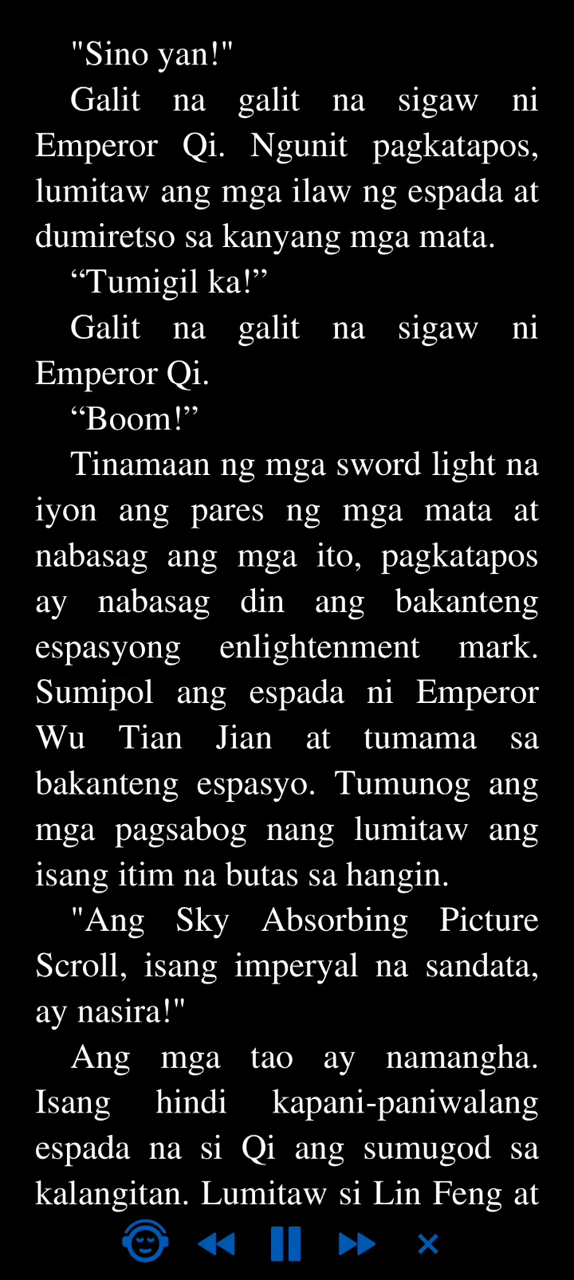 "Sino yan!"
Galit na galit na sigaw ni
Emperor Qi. Ngunit pagkatapos,
lumitaw ang mga ilaw ng espada at
dumiretso sa kanyang mga mata.
“Tumigil ka!”
Galit na galit na sigaw ni
Emperor Qi.
“Boom!”
Tinamaan ng mga sword light na
iyon ang pares ng mga mata at
nabasag ang mga ito, pagkatapos
ay nabasag din ang bakanteng
espasyong enlightenment mark.
Sumipol ang espada ni Emperor
Wu Tian Jian at tumama sa
bakanteng espasyo. Tumunog ang
mga pagsabog nang lumitaw ang
isang itim na butas sa hangin.
"Ang Sky Absorbing Picture
Scroll, isang imperyal na sandata,
ay nasira!"
Ang mga tao ay namangha.
Isang hindi kapani-paniwalang
espada na si Qi ang sumugod sa
kalangitan. Lumitaw si Lin Feng at